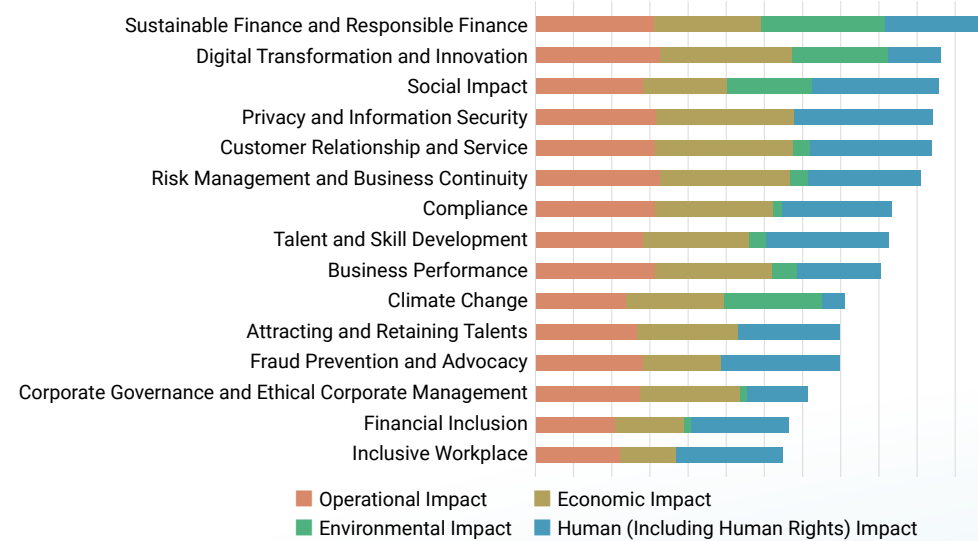 Sustainable Finance and Responsible Finance
Digital Transformation and Innovation
Social Impact
Privacy and Information Security
Customer Relationship and Service
Risk Management and Business Continuity
Compliance
Talent and Skill Development
Business Performance
Climate Change
Attracting and Retaining Talents
Fraud Prevention and Advocacy
Corporate Governance and Ethical Corporate Management
Financial Inclusion
Inclusive Workplace
Operational Impact
Economic Impact
Environmental Impact
Human (Including Human Rights) Impact